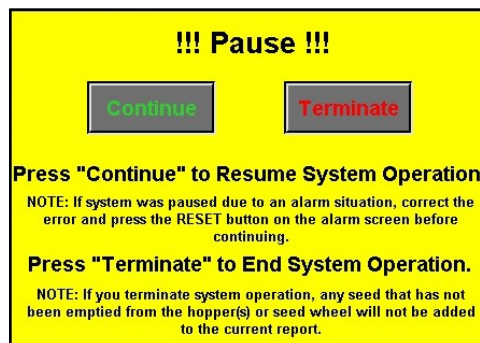 !!! Pause !!!
Continue Terminate
Press "Continue" to Resume System Operation
NOTE: If system was paused due to an alarm situation, correct the
error and press the RESET button on the alarm screen before
continuing.
Press "Terminate" to End System Operation.
NOTE: If you terminate system operation, any seed that has not
been emptied from the hopper(s) or seed wheel will not be added
to the current report.